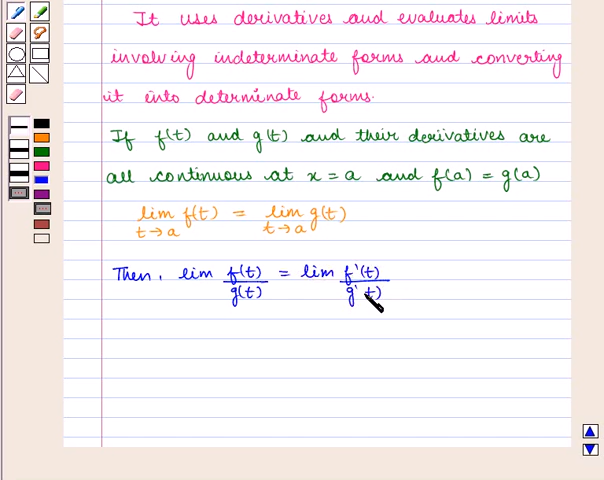 It uses derivatives and evaluates limits
involving indeterminate forms and converting
it into determinate forms.
If f(t) and g(t) and their derivatives are
all continuous at x = a and f(a) = g(a)
lim f(t) = lim g(t)
t→a t→a
Then, lim f(t)/g(t) = lim f'(t)/g' t)